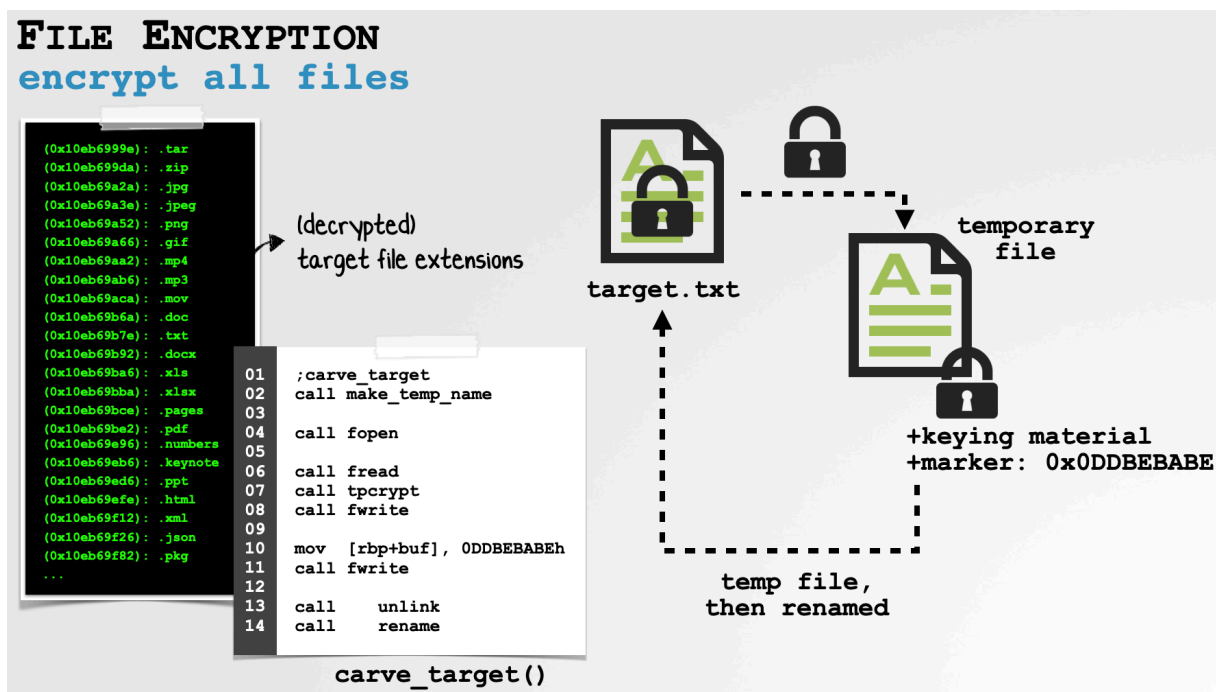 FILE ENCRYPTION
encrypt all files
(0x10eb6999e): .tar
(0x10eb699da): .zip
(0x10eb69a2a): .jpg
(0x10eb69a3e): .jpeg
(0x10eb69a52): .png
(0x10eb69a66): .gif
(0x10eb69aa2): .mp4
(0x10eb69ab6): .mp3
(0x10eb69aca): .mov
(0x10eb69b6a): .doc
(0x10eb69b7e): .txt
(0x10eb69b92): .docx
(0x10eb69ba6): .xls
(0x10eb69bba): .xlsx
(0x10eb69bce): .pages
(0x10eb69be2): .pdf
(0x10eb69e96): .numbers
(0x10eb69eb6): .keynote
(0x10eb69ed6): .ppt
(0x10eb69efe): .html
(0x10eb69f12): .xml
(0x10eb69f26): .json
(0x10eb69f82): .pkg
...
(decrypted)
target file extensions
01 ;carve_target
02 call make_temp_name
03
04 call fopen
05
06 call fread
07 call tpcrypt
08 call fwrite
09
10 mov [rbp+buf], 0DDBEBABEh
11 call fwrite
12
13 call unlink
14 call rename
carve_target()
A
target.txt
temporary
file
A
+keying material
+marker: 0x0DDBEBABE
temp file,
then renamed